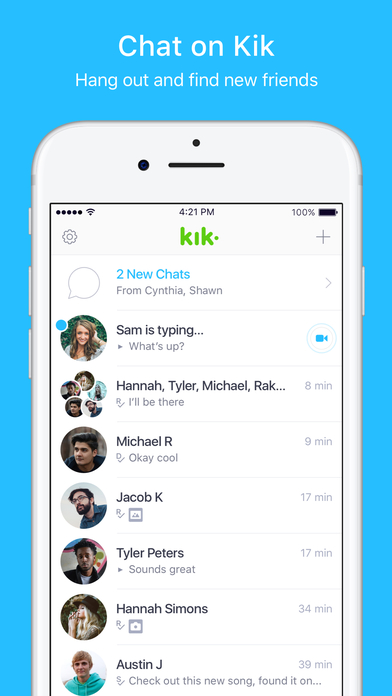 Chat on Kik
Hang out and find new friends
4:21 PM
100%
kik·
2 New Chats
From Cynthia, Shawn
Sam is typing...
What's up?
Hannah, Tyler, Michael, Rak... 8 min
R I'll be there
Michael R 9 min
D Okay cool
Jacob K 17 min
R
Tyler Peters 17 min
Sounds great
Hannah Simons 34 min
R
Austin J 39 min
S Check out this new song, found it on...